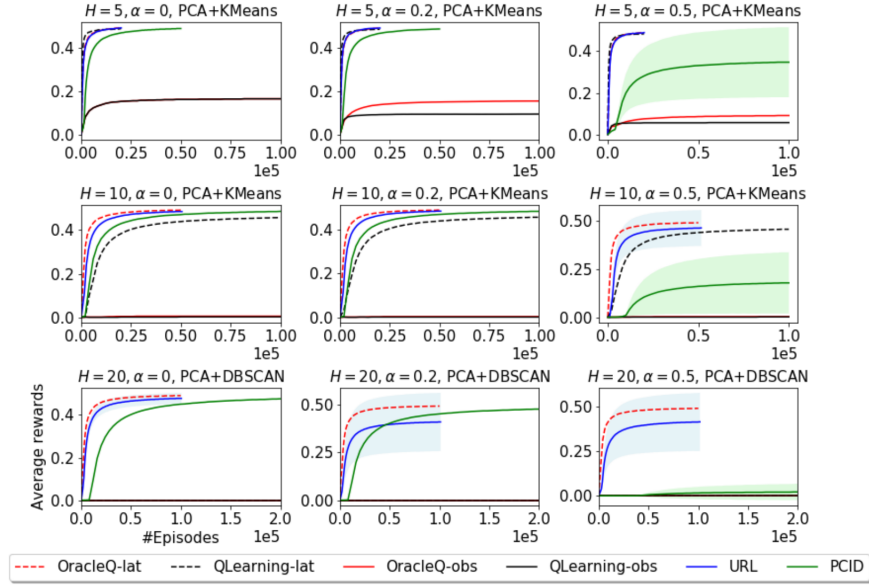 H = 5, α = 0, PCA+KMeans
H = 5, α = 0.2, PCA+KMeans
H = 5, α = 0.5, PCA+KMeans
0.4
0.2
0.0
0.00 0.25 0.50 0.75 1.00
1e5
0.4
0.2
0.0
0.00 0.25 0.50 0.75 1.00
1e5
0.4
0.2
0.0
0.0 0.5 1.0
1e5
H = 10, α = 0, PCA+KMeans
H = 10, α = 0.2, PCA+KMeans
H = 10, α = 0.5, PCA+KMeans
0.4
0.2
0.0
0.00 0.25 0.50 0.75 1.00
1e5
0.4
0.2
0.0
0.00 0.25 0.50 0.75 1.00
1e5
0.50
0.25
0.00
0.0 0.5 1.0
1e5
H = 20, α = 0, PCA+DBSCAN
H = 20, α = 0.2, PCA+DBSCAN
H = 20, α = 0.5, PCA+DBSCAN
Average rewards
0.4
0.2
0.0
0.0 0.5 1.0 1.5 2.0
#Episodes
1e5
0.50
0.25
0.00
0.0 0.5 1.0 1.5 2.0
1e5
0.50
0.25
0.00
0.0 0.5 1.0 1.5 2.0
1e5
OracleQ-lat QLearning-lat OracleQ-obs QLearning-obs URL PCID